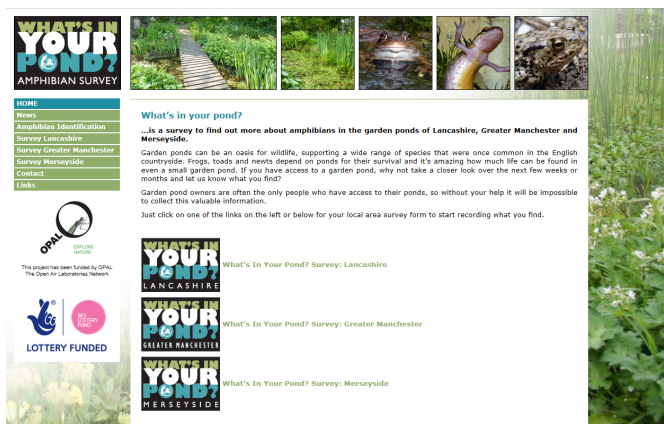 WHAT'S IN
YOUR
POND?
AMPHIBIAN SURVEY
HOME
News
Amphibian Identification
Survey Lancashire
Survey Greater Manchester
Survey Merseyside
Contact
Links
OPAL
EXPLORE
NATURE
This project has been funded by OPAL
The Open Air Laboratories Network
BIG
LOTTERY
FUND
LOTTERY FUNDED
What's in your pond?
...is a survey to find out more about amphibians in the garden ponds of Lancashire, Greater Manchester and
Merseyside.
Garden ponds can be an oasis for wildlife, supporting a wide range of species that were once common in the English
countryside. Frogs, toads and newts depend on ponds for their survival and it's amazing how much life can be found in
even a small garden pond. If you have access to a garden pond, why not take a closer look over the next few weeks or
months and let us know what you find?
Garden pond owners are often the only people who have access to their ponds, so without your help it will be impossible
to collect this valuable information.
Just click on one of the links on the left or below for your local area survey form to start recording what you find.
WHAT'S IN
YOUR
POND?
LANCASHIRE
What's In Your Pond? Survey: Lancashire
WHAT'S IN
YOUR
POND?
GREATER MANCHESTER
What's In Your Pond? Survey: Greater Manchester
WHAT'S IN
YOUR
POND?
MERSEYSIDE
What's In Your Pond? Survey: Merseyside